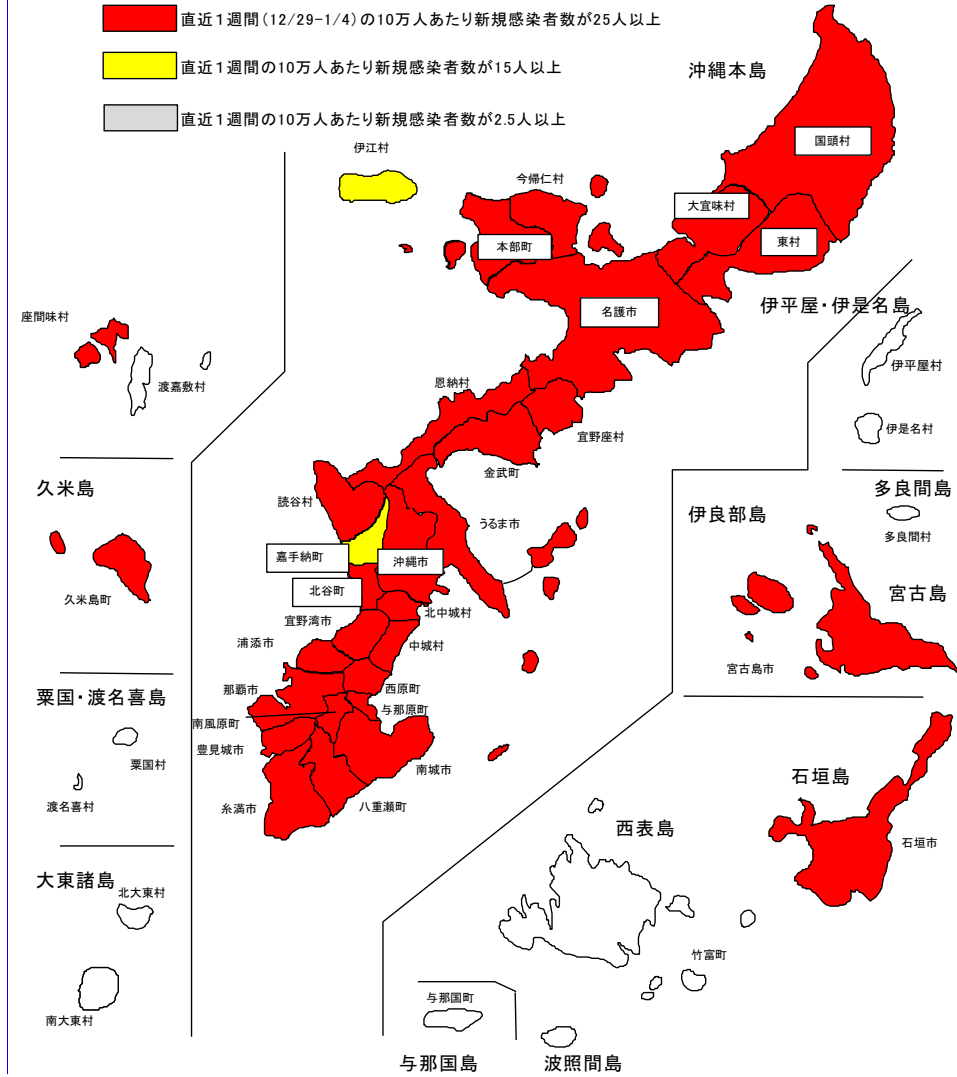 直近1週間(12/29-1/4)の10万人あたり新規感染者数が25人以上
直近1週間の10万人あたり新規感染者数が15人以上
直近1週間の10万人あたり新規感染者数が2.5人以上
沖縄本島
国頭村
伊江村
今帰仁村
大宜味村
東村
本部町
名護市
伊平屋・伊是名島
座間味村
伊平屋村
渡嘉敷村
恩納村
伊是名村
宜野座村
金武町
久米島
多良間島
読谷村
伊良部島
うるま市
多良間村
嘉手納町
沖縄市
北谷町
久米島町
宮古島
北中城村
宜野湾市
浦添市
中城村
宮古島市
那覇市
西原町
粟国・渡名喜島
与那原町
南風原町
豊見城市
粟国村
南城市
石垣島
渡名喜村
糸満市
八重瀬町
西表島
石垣市
大東諸島
北大東村
竹富町
与那国町
南大東村
与那国島
波照間島